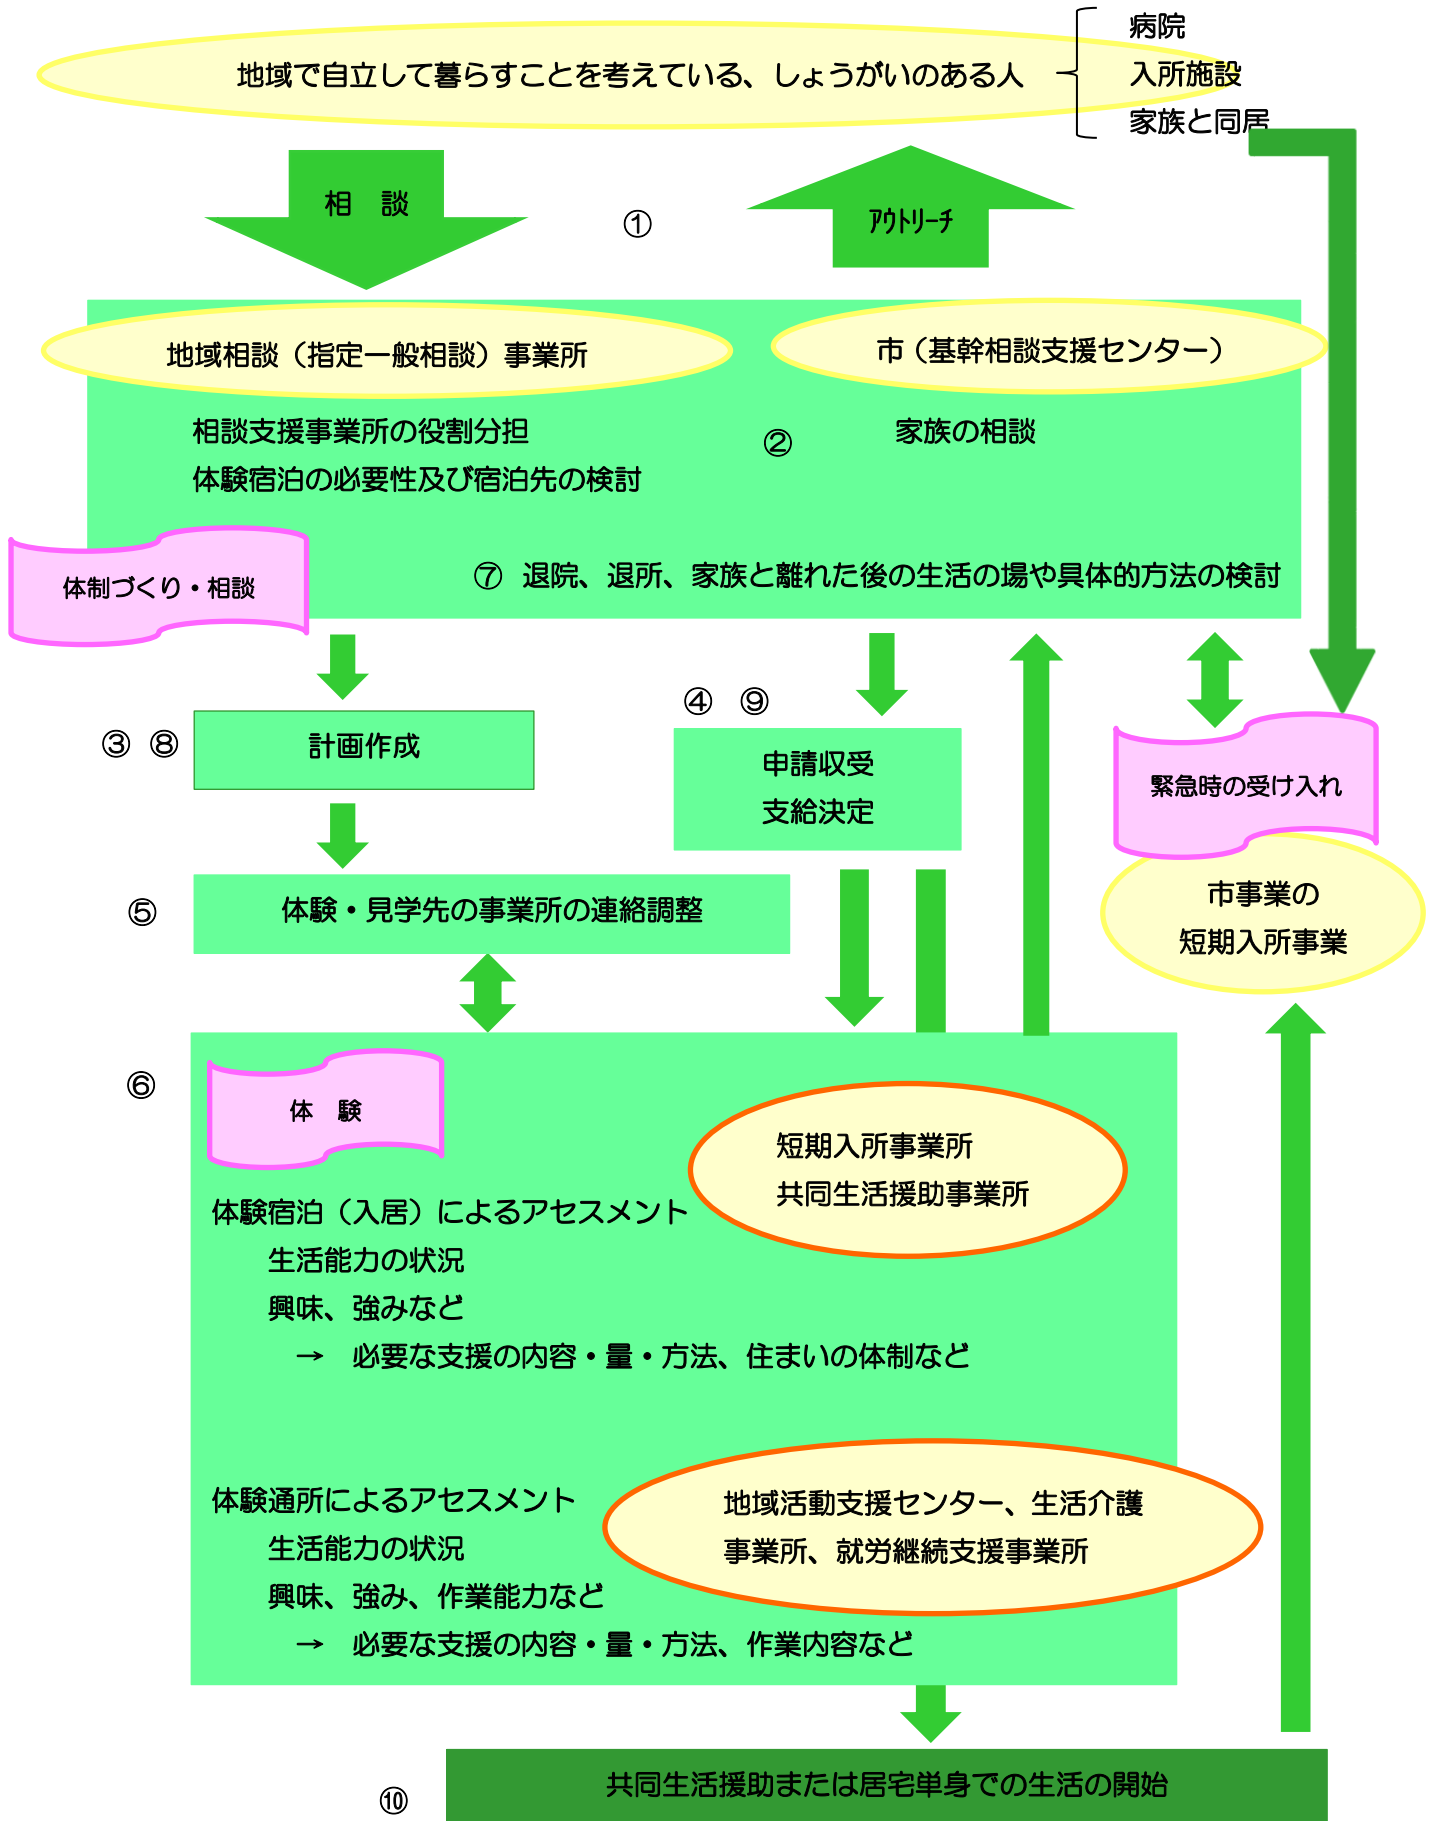 地域で自立して暮らすことを考えている、しょうがいのある人
病院
入所施設
家族と同居
相　談
①
ｱｳﾄﾘｰﾁ
地域相談（指定一般相談）事業所
市（基幹相談支援センター）
相談支援事業所の役割分担
体験宿泊の必要性及び宿泊先の検討
②
家族の相談
体制づくり・相談
⑦　退院、退所、家族と離れた後の生活の場や具体的方法の検討
③　⑧
計画作成
④　⑨
申請収受
支給決定
緊急時の受け入れ
市事業の
短期入所事業
⑤
体験・見学先の事業所の連絡調整
⑥
体　験
短期入所事業所
共同生活援助事業所
体験宿泊（入居）によるアセスメント
生活能力の状況
興味、強みなど
→　必要な支援の内容・量・方法、住まいの体制など
体験通所によるアセスメント
生活能力の状況
興味、強み、作業能力など
→　必要な支援の内容・量・方法、作業内容など
地域活動支援センター、生活介護
事業所、就労継続支援事業所
⑩
共同生活援助または居宅単身での生活の開始